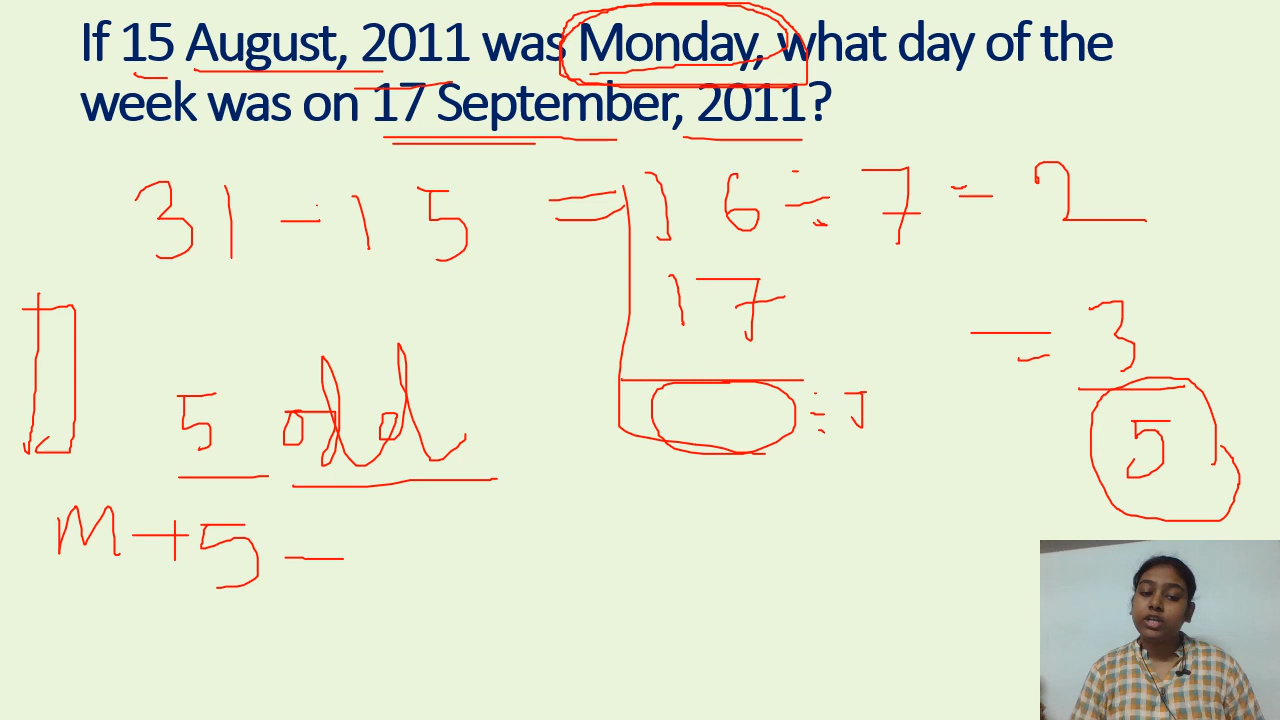 If 15 August, 2011 was Monday, what day of the
week was on 17 September, 2011?
31 - 15 = 16 ÷ 7 = 2
17 = 3
÷ 7
5 odd 5
M + 5 -